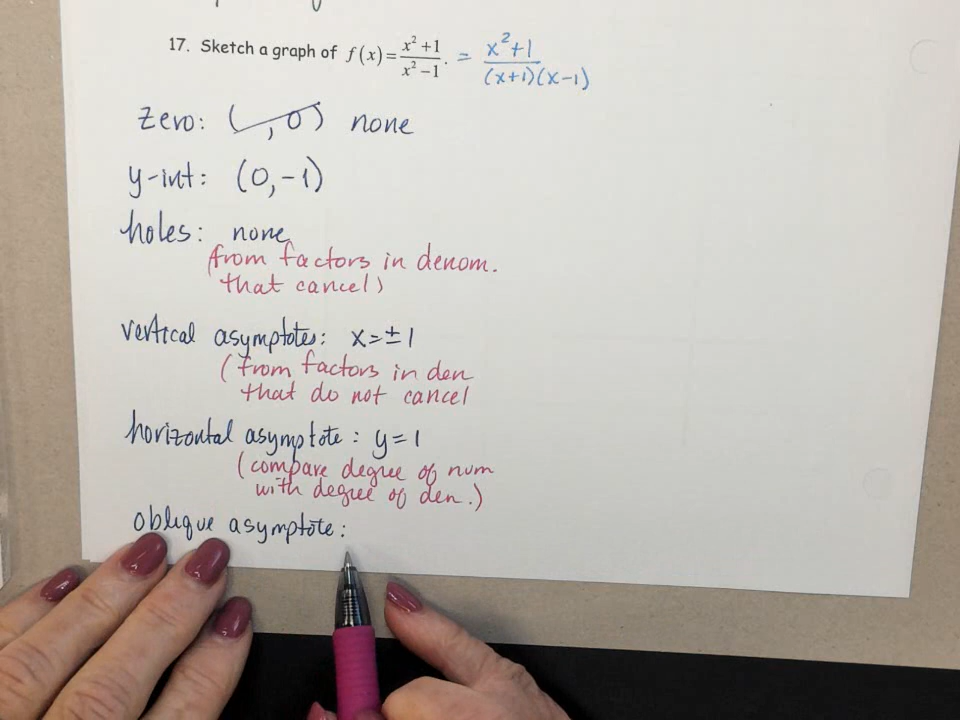 17. Sketch a graph of f(x) = (x² + 1)/(x² − 1). = (x²+1)/((x+1)(x−1))
zero: ( , 0) none
y-int: (0, −1)
holes: none
(from factors in denom.
that cancel)
vertical asymptotes: x = ± 1
(from factors in den
that do not cancel
horizontal asymptote: y = 1
(compare degree of num
with degree of den.)
oblique asymptote: